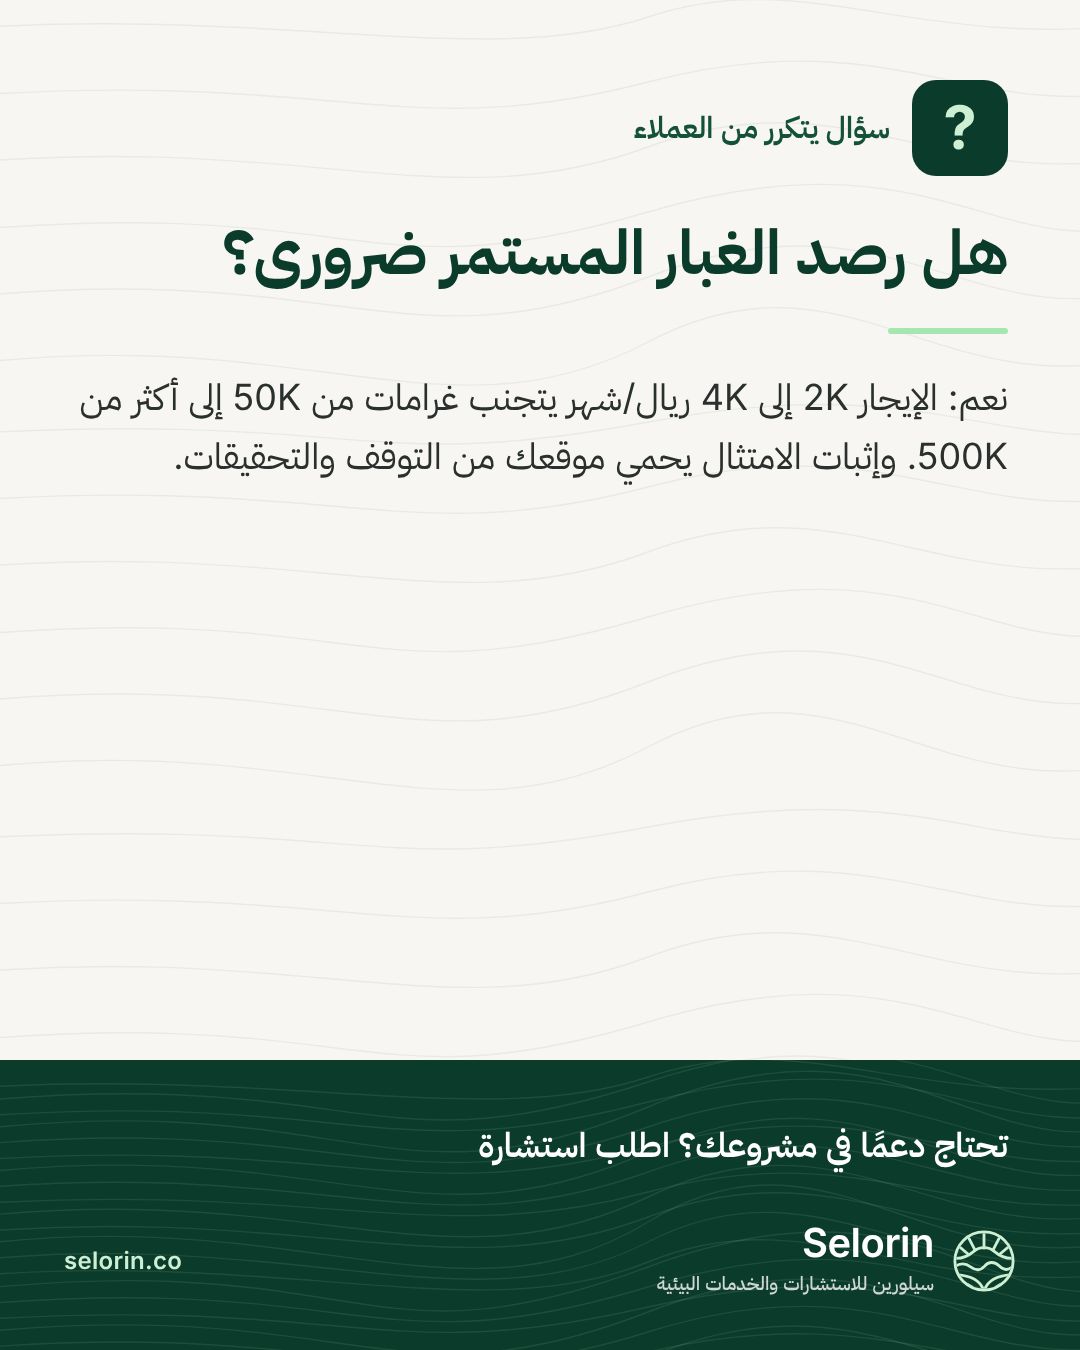 ?
سؤال يتكرر من العملاء
هل رصد الغبار المستمر ضرورى؟
نعم: الإيجار 2K إلى 4K ريال/شهر يتجنب غرامات من 50K إلى أكثر من
500K. وإثبات الامتثال يحمي موقعك من التوقف والتحقيقات.
تحتاج دعمًا في مشروعك؟ اطلب استشارة
Selorin
سيلورين للاستشارات والخدمات البيئية
selorin.co